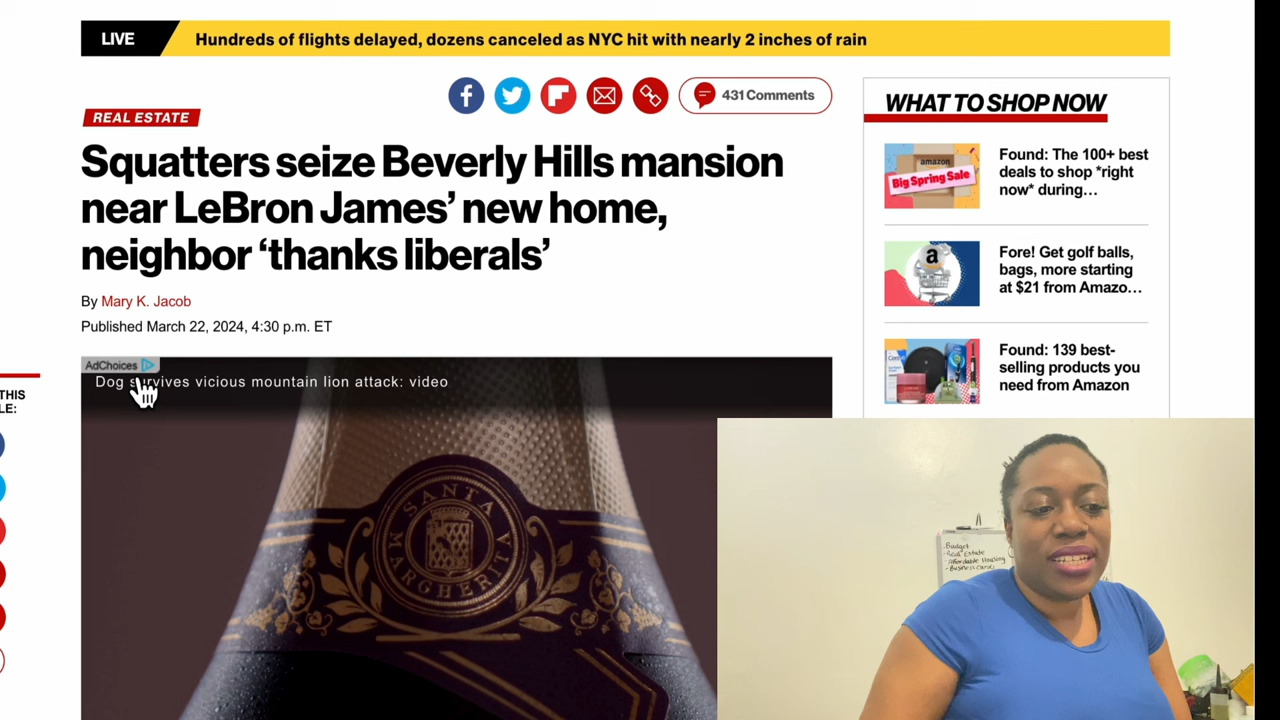 LIVE
Hundreds of flights delayed, dozens canceled as NYC hit with nearly 2 inches of rain
431 Comments
REAL ESTATE
Squatters seize Beverly Hills mansion
near LeBron James' new home,
neighbor 'thanks liberals'
By Mary K. Jacob
Published March 22, 2024, 4:30 p.m. ET
THIS
LE:
AdChoices
Dog survives vicious mountain lion attack: video
SANTA
MARGHERITA
WHAT TO SHOP NOW
amazon
Big Spring Sale
Found: The 100+ best
deals to shop *right
now* during…
a
Fore! Get golf balls,
bags, more starting
at $21 from Amazo…
Found: 139 best-
selling products you
need from Amazon
Budget
-Real Estate
-Affordable Housing